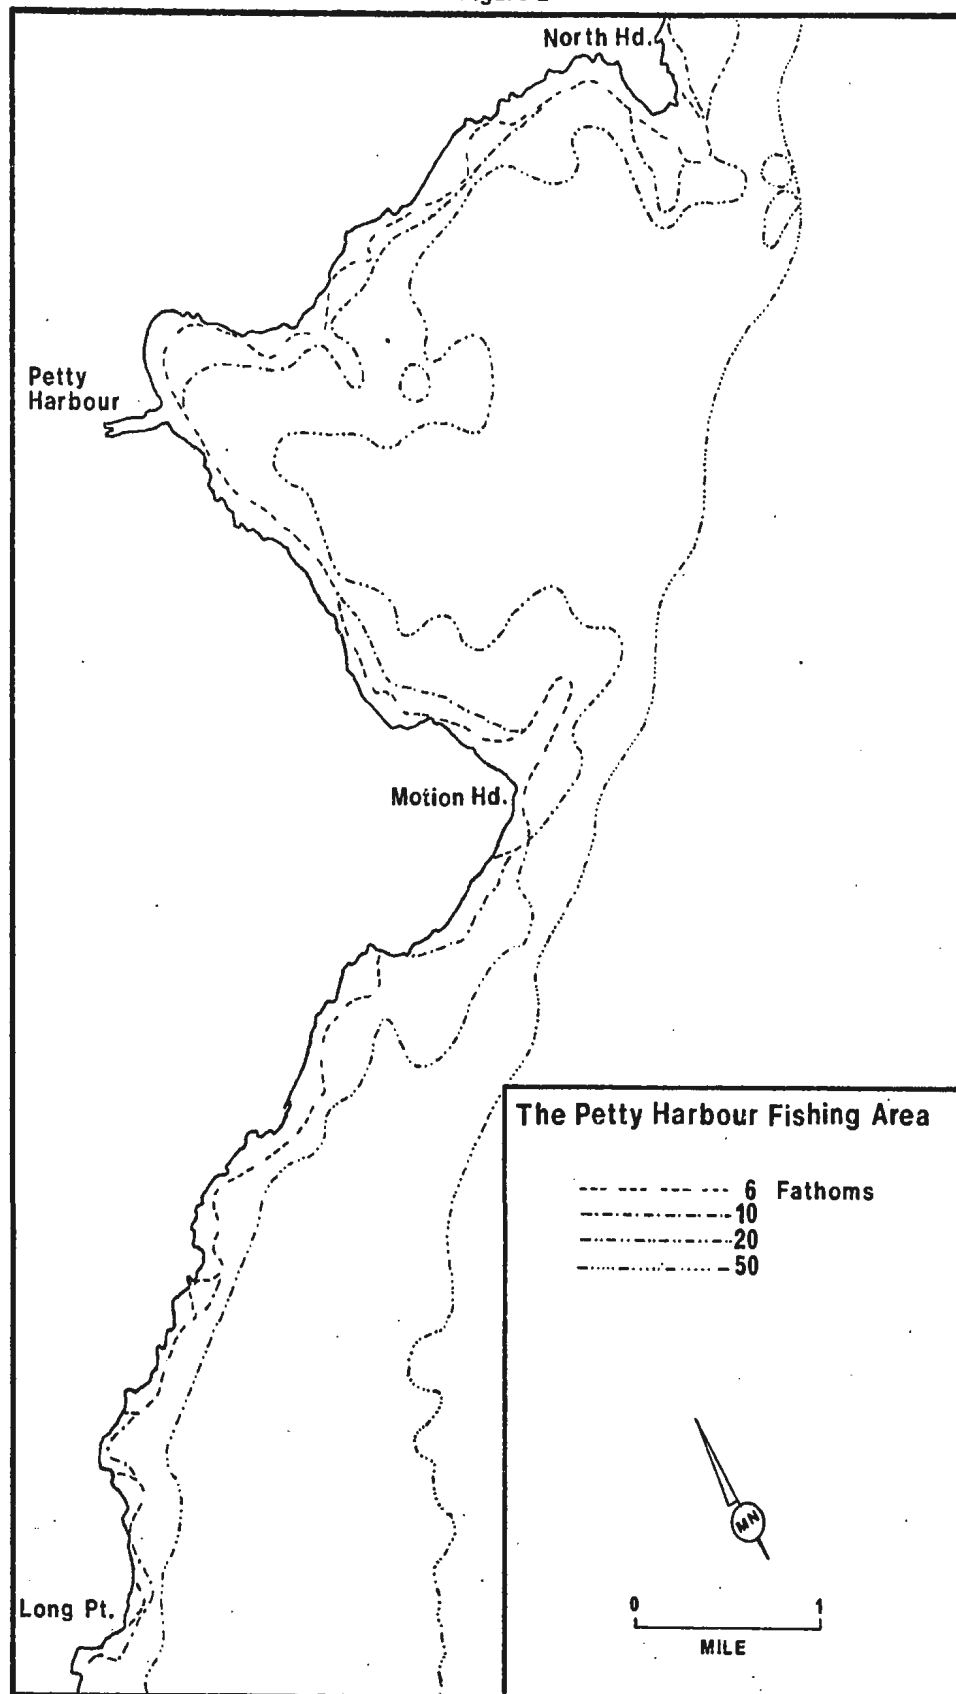 North Hd.
Petty
Harbour
Motion Hd.
The Petty Harbour Fishing Area
6 Fathoms
10
20
50
MN
0 1
MILE
Long Pt.